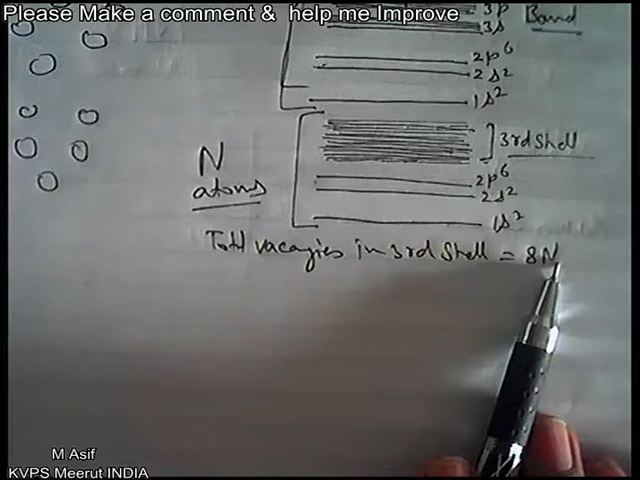 Please Make a comment & help me Improve
3p
3s
Band
2p⁶
2s²
1s²
N
atoms
3rd shell
2p⁶
2s²
1s²
Total vacancies in 3rd shell = 8N
M Asif
KVPS Meerut INDIA